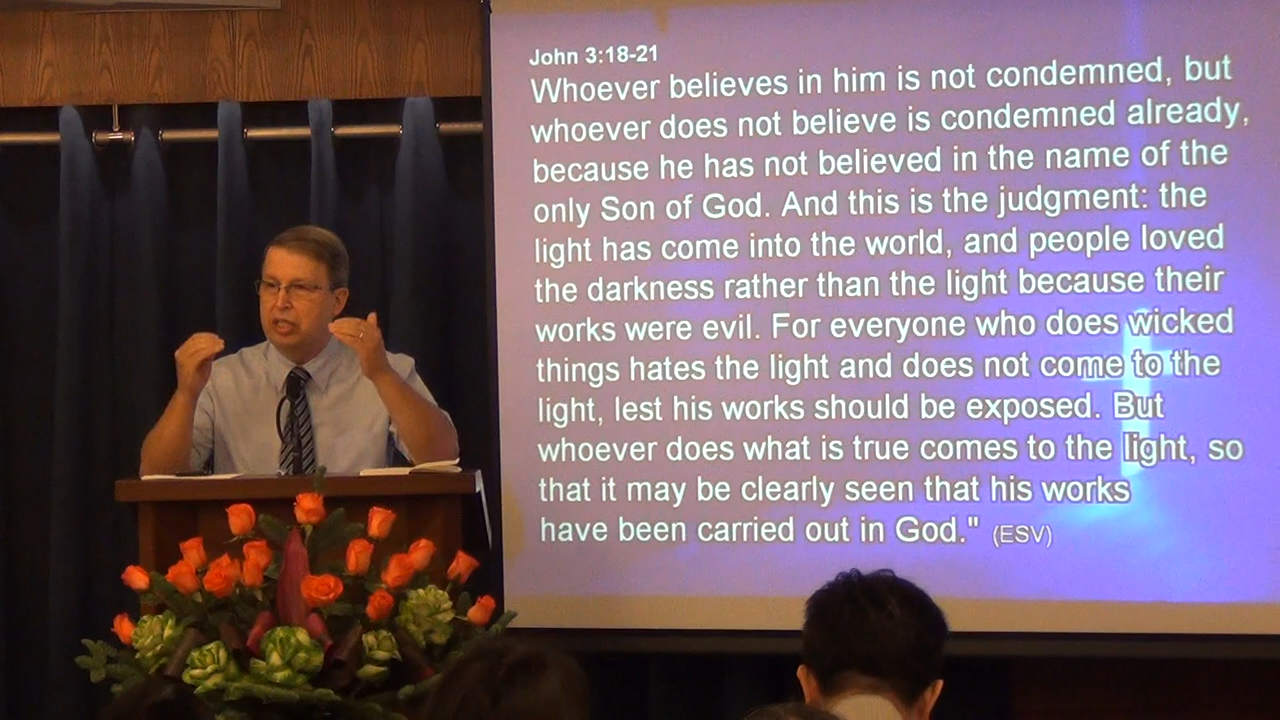 John 3:18-21
Whoever believes in him is not condemned, but
whoever does not believe is condemned already,
because he has not believed in the name of the
only Son of God. And this is the judgment: the
light has come into the world, and people loved
the darkness rather than the light because their
works were evil. For everyone who does wicked
things hates the light and does not come to the
light, lest his works should be exposed. But
whoever does what is true comes to the light, so
that it may be clearly seen that his works
have been carried out in God." (ESV)